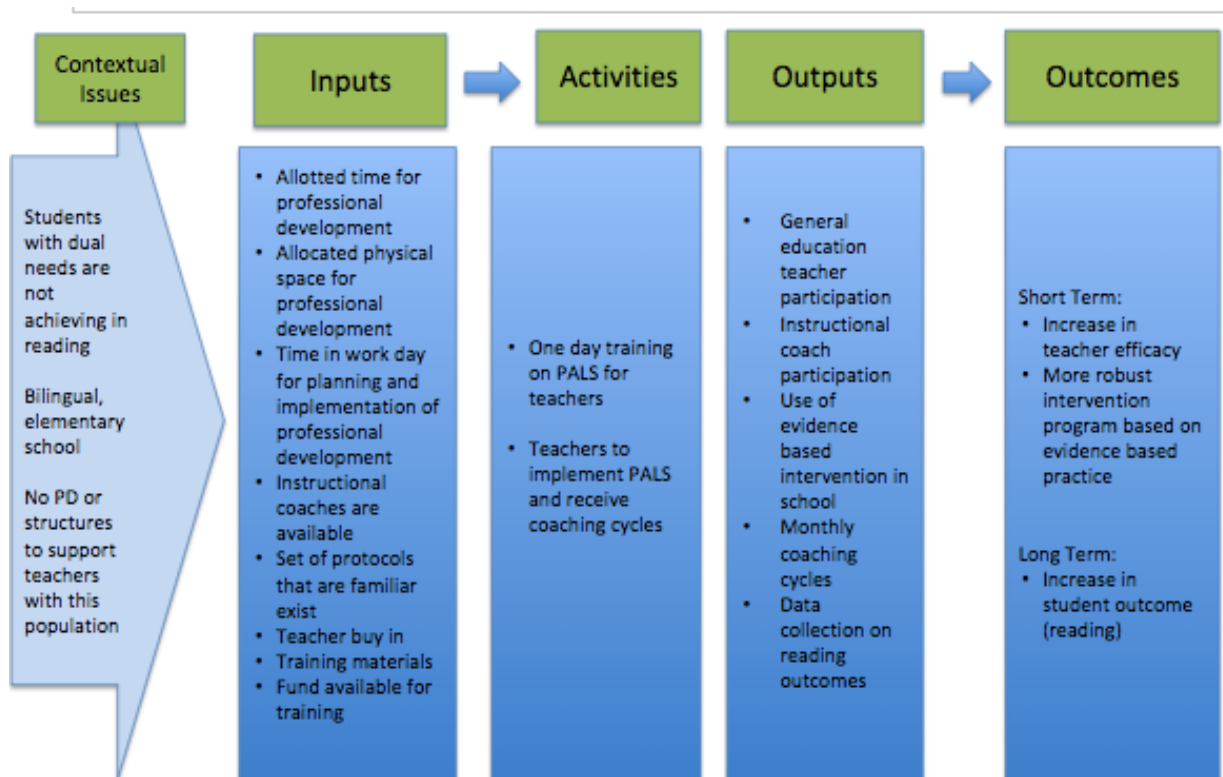 Contextual
Issues
Inputs
Activities
Outputs
Outcomes
Students
with dual
needs are
not
achieving in
reading
Bilingual,
elementary
school
No PD or
structures
to support
teachers
with this
population
• Allotted time for
professional
development
• Allocated physical
space for
professional
development
• Time in work day
for planning and
implementation of
professional
development
• Instructional
coaches are
available
• Set of protocols
that are familiar
exist
• Teacher buy in
• Training materials
• Fund available for
training
• One day training
on PALS for
teachers
• Teachers to
implement PALS
and receive
coaching cycles
• General
education
teacher
participation
• Instructional
coach
participation
• Use of
evidence
based
intervention in
school
• Monthly
coaching
cycles
• Data
collection on
reading
outcomes
Short Term:
• Increase in
teacher efficacy
• More robust
intervention
program based on
evidence based
practice
Long Term:
• Increase in
student outcome
(reading)